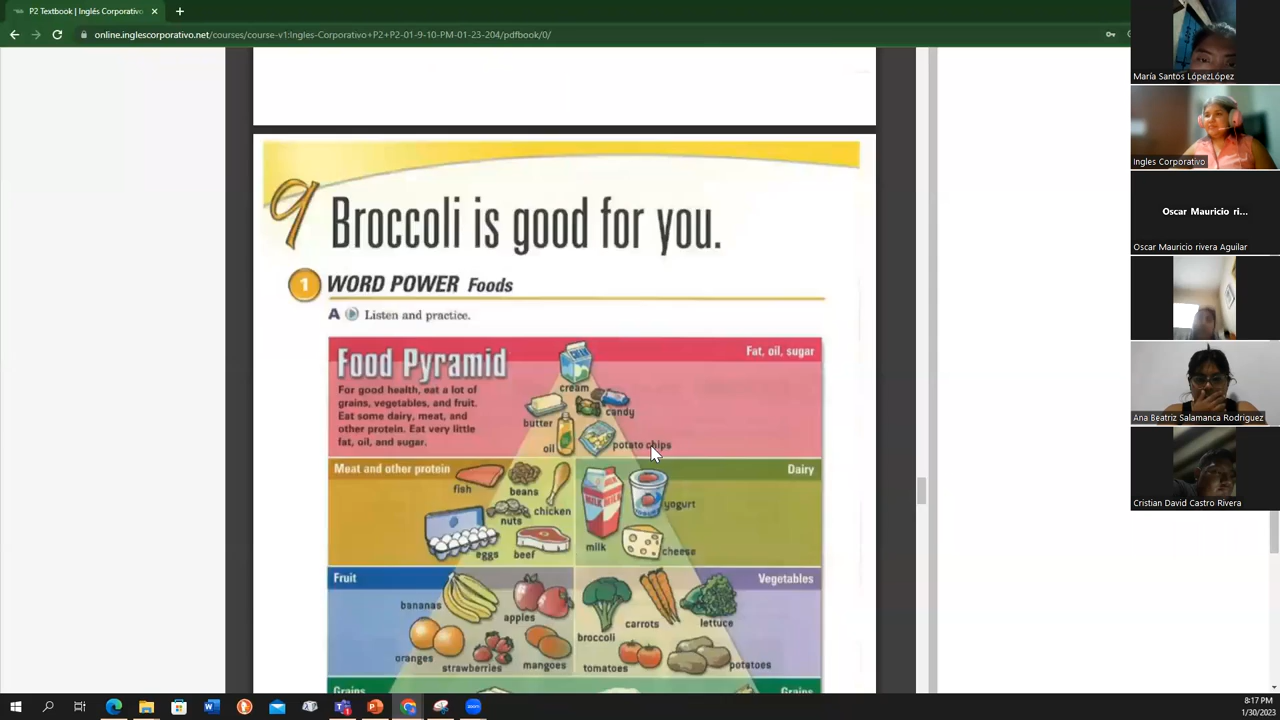 P2 Textbook | Inglés Corporativo
online.inglescorporativo.net/courses/course-v1:Ingles-Corporativo+P2+P2-01-9-10-PM-01-23-204/pdfbook/0/
9 Broccoli is good for you.
1 WORD POWER Foods
A Listen and practice.
Food Pyramid
For good health, eat a lot of
grains, vegetables, and fruit.
Eat some dairy, meat, and
other protein. Eat very little
fat, oil, and sugar.
Fat, oil, sugar
cream
candy
butter
oil
potato chips
Meat and other protein
fish
beans
chicken
nuts
eggs
beef
Dairy
yogurt
milk
cheese
Fruit
bananas
apples
oranges
strawberries
mangoes
Vegetables
carrots
lettuce
broccoli
tomatoes
potatoes
Grains
Grains
María Santos LópezLópez
Ingles Corporativo
Oscar Mauricio ri...
Oscar Mauricio rivera Aguilar
Ana Beatriz Salamanca Rodriguez
Cristian David Castro Rivera
8:17 PM
1/30/2023